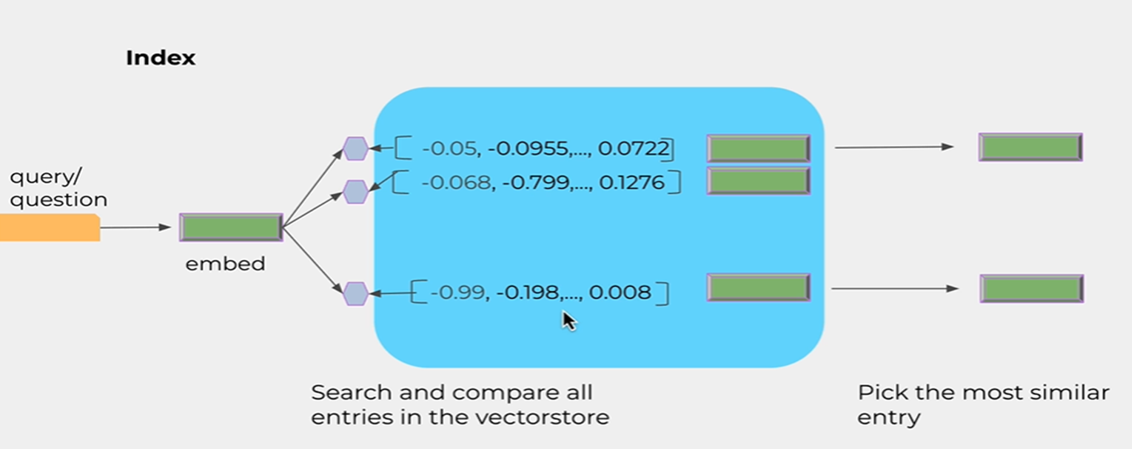 Index
query/
question
embed
-0.05, -0.0955,..., 0.0722]
-0.068, -0.799,..., 0.1276]
-0.99, -0.198,..., 0.008]
Search and compare all
entries in the vectorstore
Pick the most similar
entry